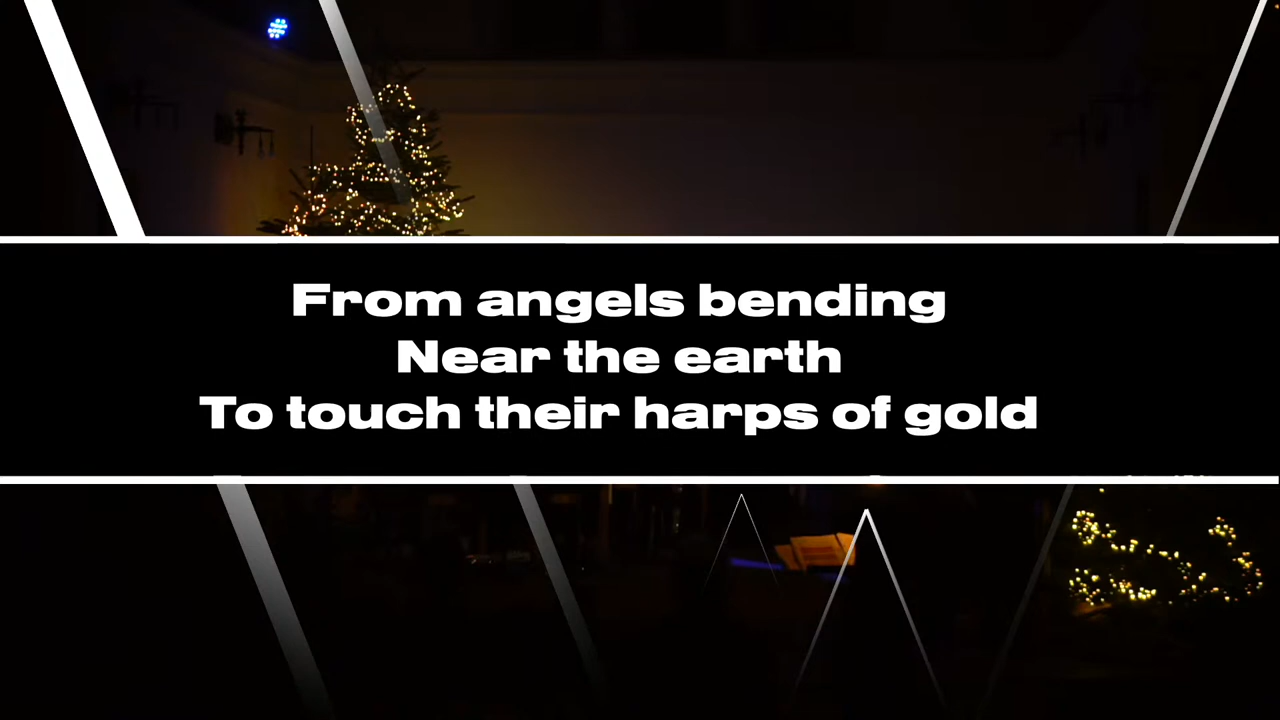 From angels bending
Near the earth
To touch their harps of gold